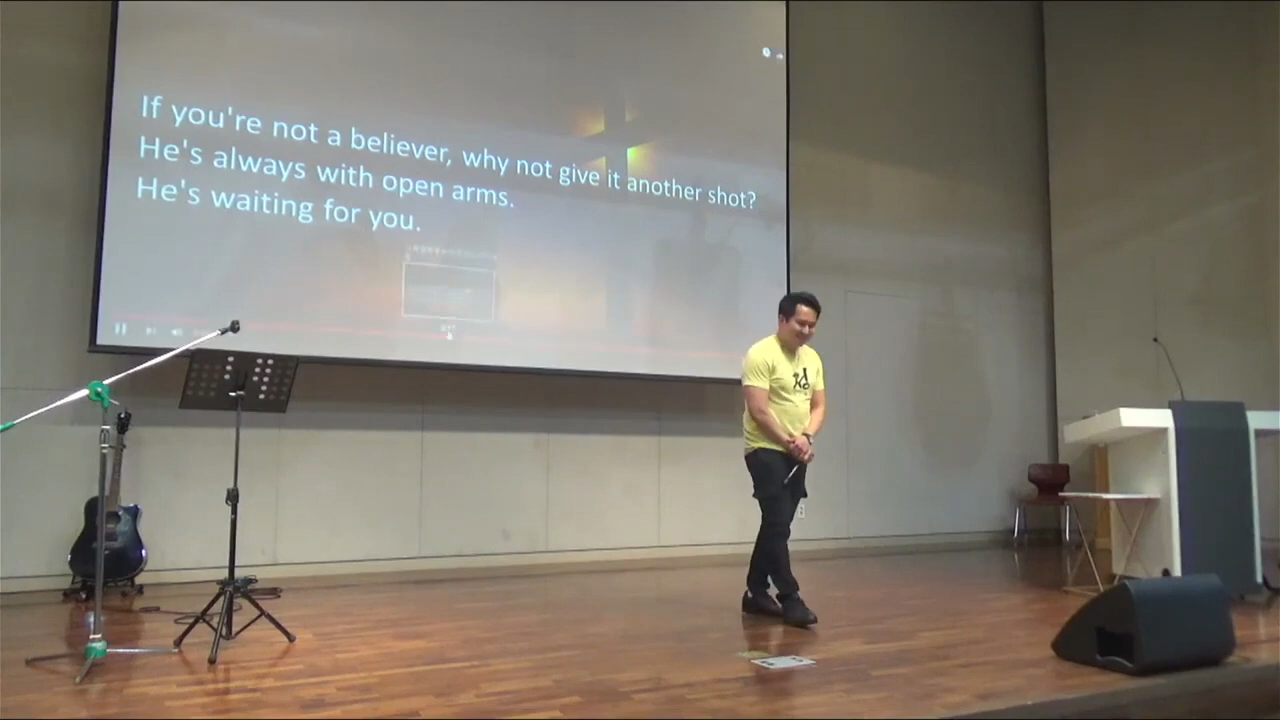 If you're not a believer, why not give it another shot?
He's always with open arms.
He's waiting for you.